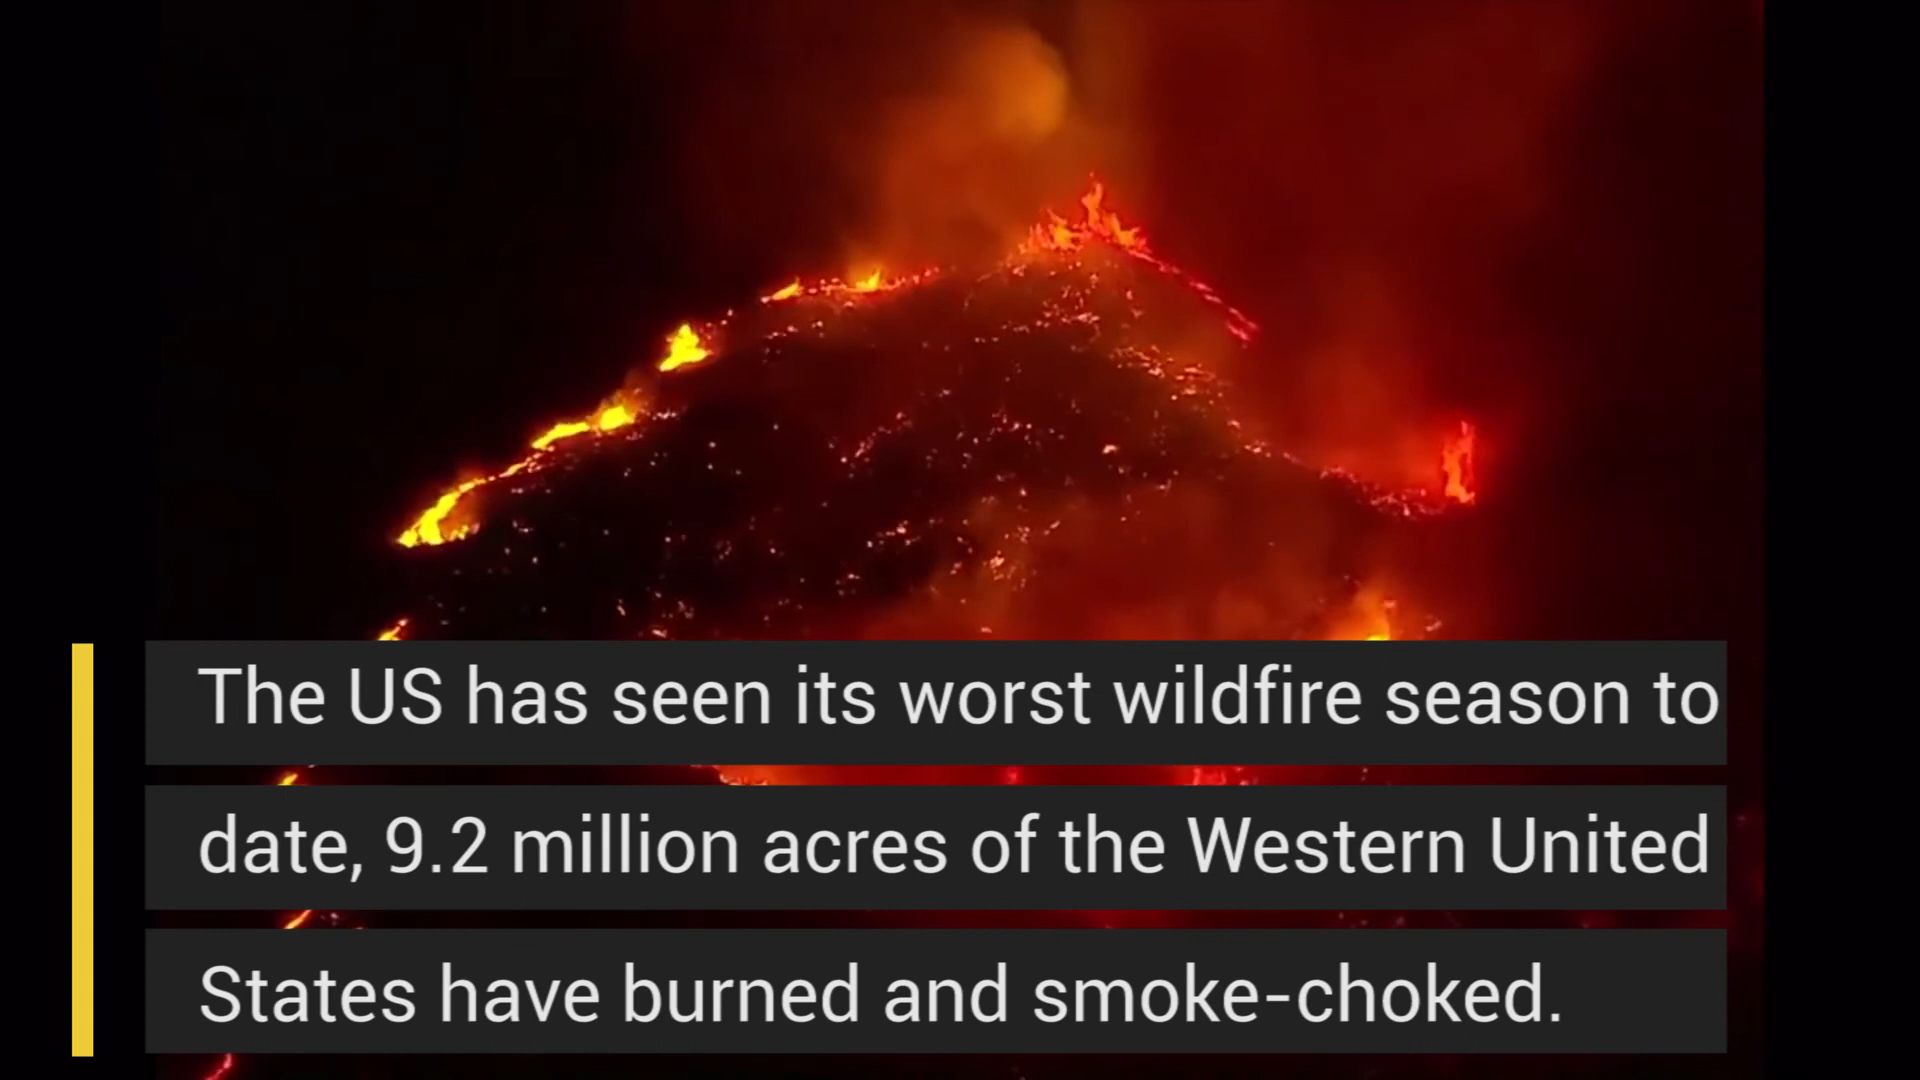 The US has seen its worst wildfire season to
date, 9.2 million acres of the Western United
States have burned and smoke-choked.